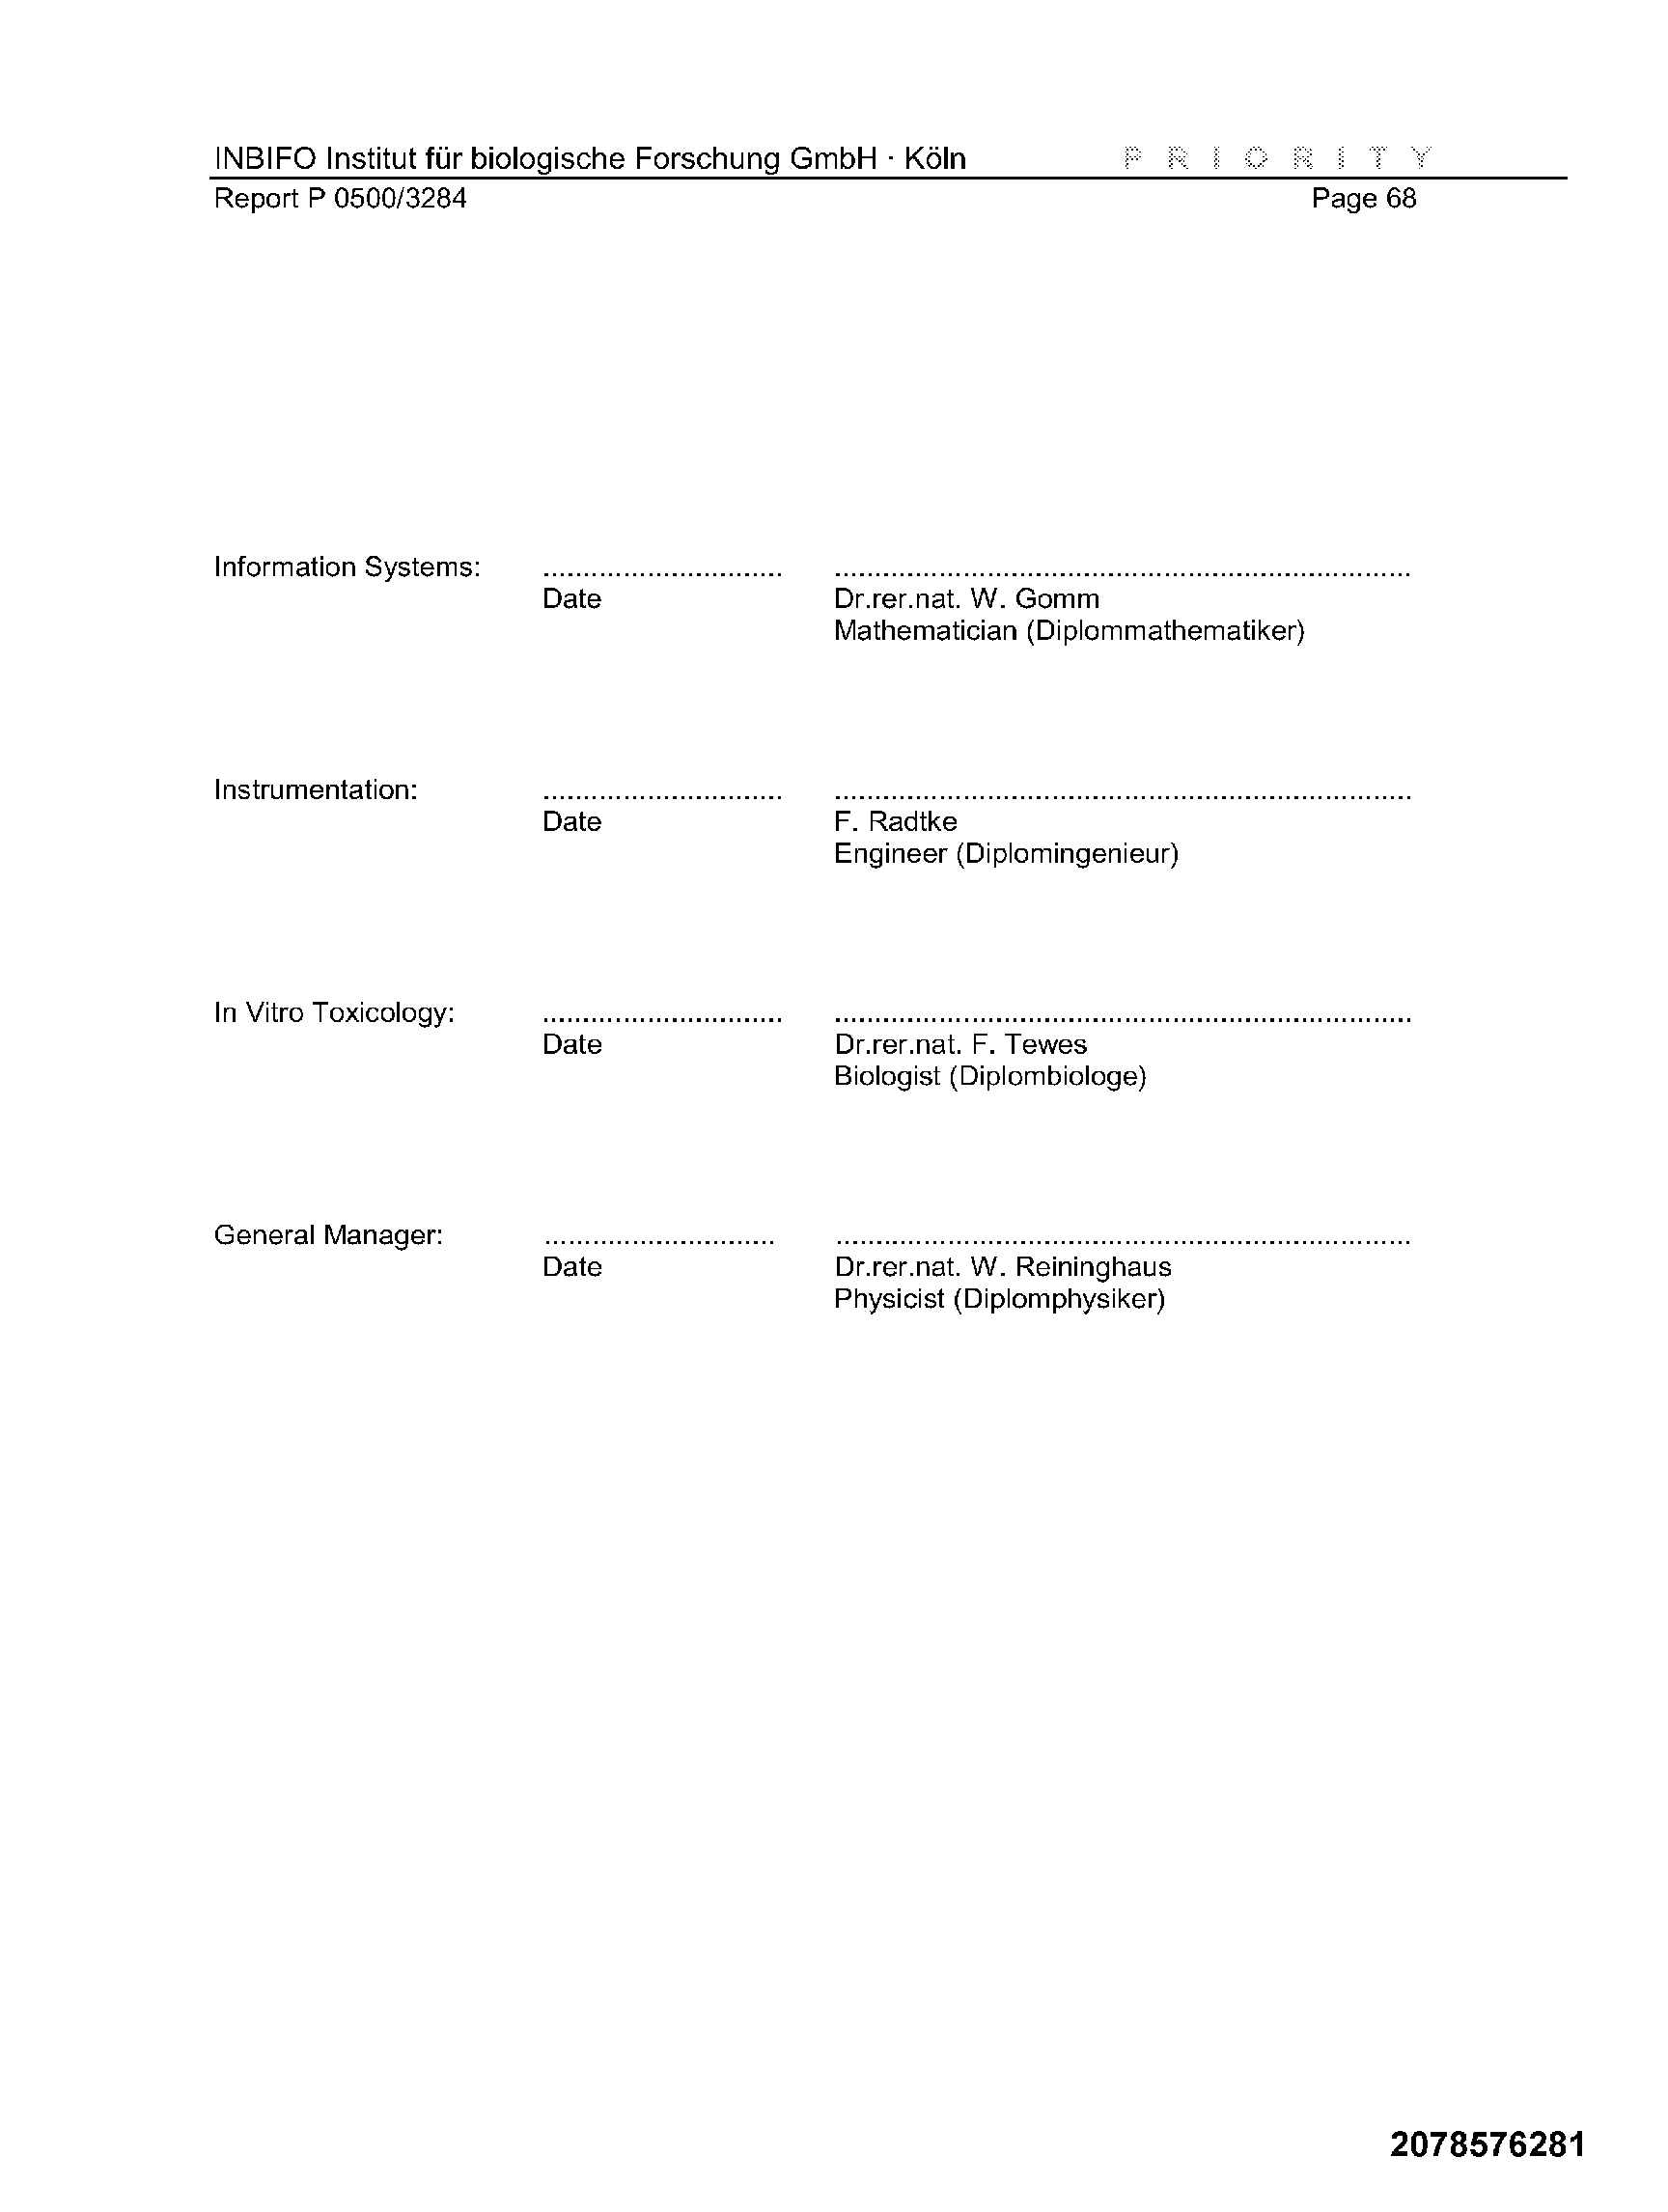 INBIFO Institut für biologische Forschung GmbH · Köln P R I O R I T Y
Report P 0500/3284 Page 68
Information Systems: .............................. ........................................................................
Date Dr.rer.nat. W. Gomm
Mathematician (Diplommathematiker)
Instrumentation: .............................. ........................................................................
Date F. Radtke
Engineer (Diplomingenieur)
In Vitro Toxicology: .............................. ........................................................................
Date Dr.rer.nat. F. Tewes
Biologist (Diplombiologe)
General Manager: ............................. ........................................................................
Date Dr.rer.nat. W. Reininghaus
Physicist (Diplomphysiker)
2078576281